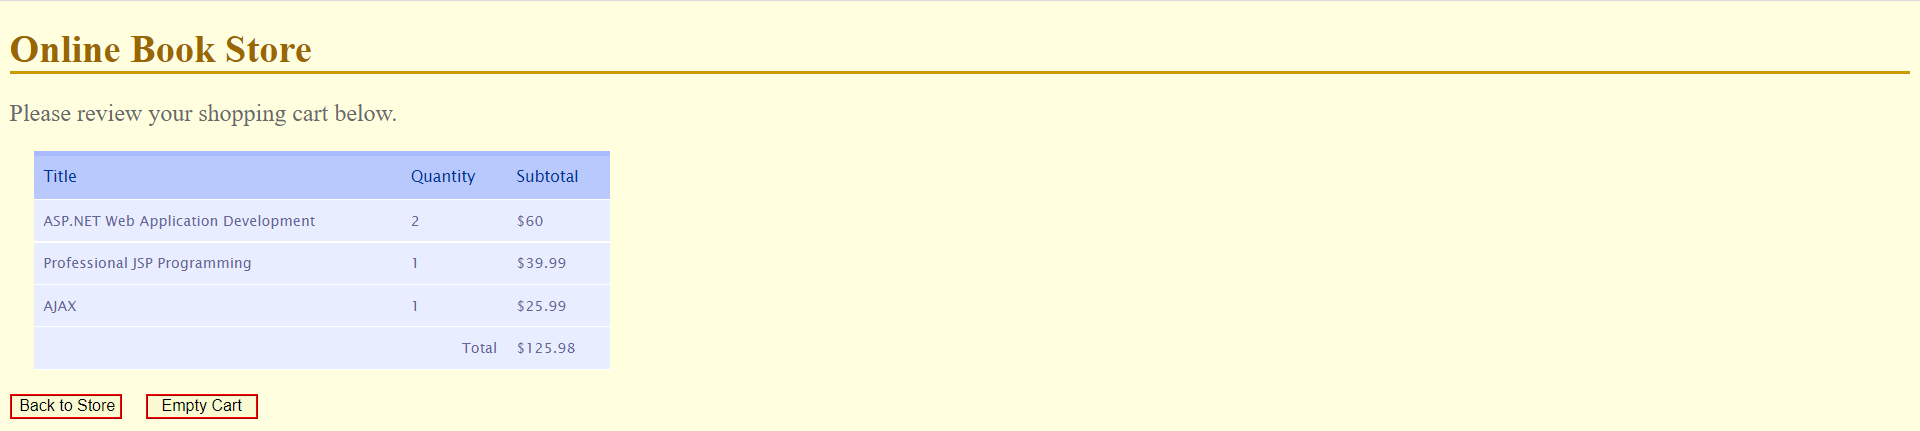 Online Book Store
Please review your shopping cart below.
Title Quantity Subtotal
ASP.NET Web Application Development 2 $60
Professional JSP Programming 1 $39.99
AJAX 1 $25.99
Total $125.98
Back to Store Empty Cart